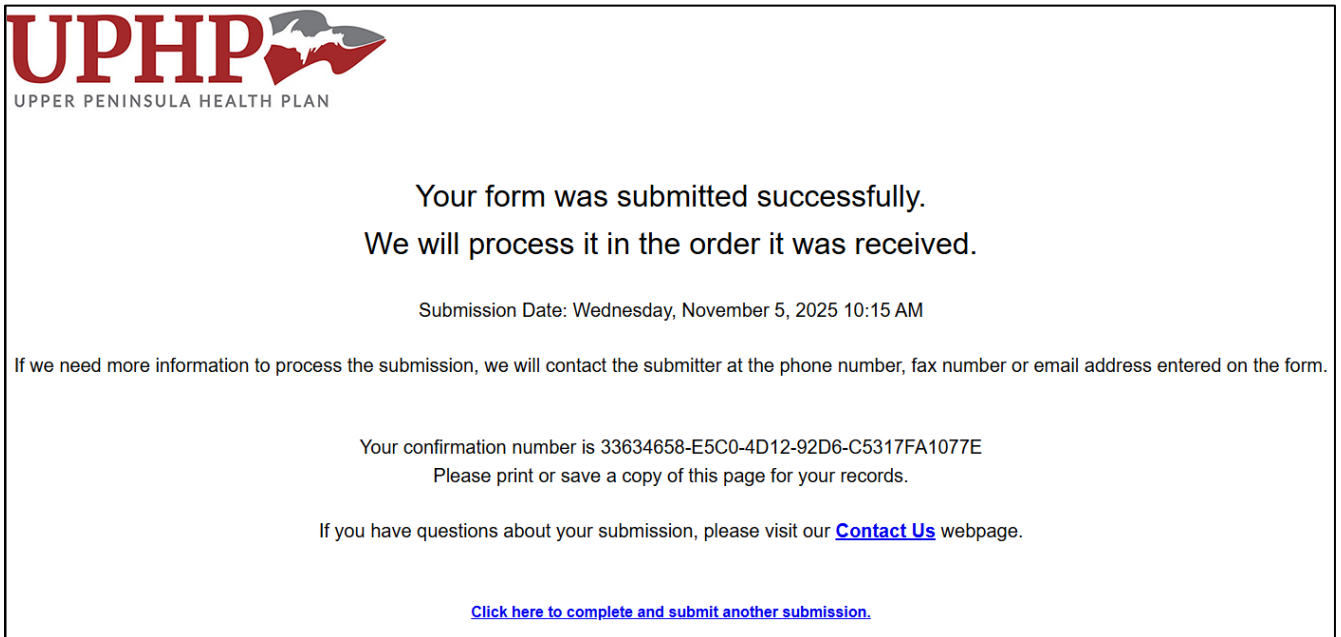 UPHP
UPPER PENINSULA HEALTH PLAN
Your form was submitted successfully.
We will process it in the order it was received.
Submission Date: Wednesday, November 5, 2025 10:15 AM
If we need more information to process the submission, we will contact the submitter at the phone number, fax number or email address entered on the form.
Your confirmation number is 33634658-E5C0-4D12-92D6-C5317FA1077E
Please print or save a copy of this page for your records.
If you have questions about your submission, please visit our Contact Us webpage.
Click here to complete and submit another submission.